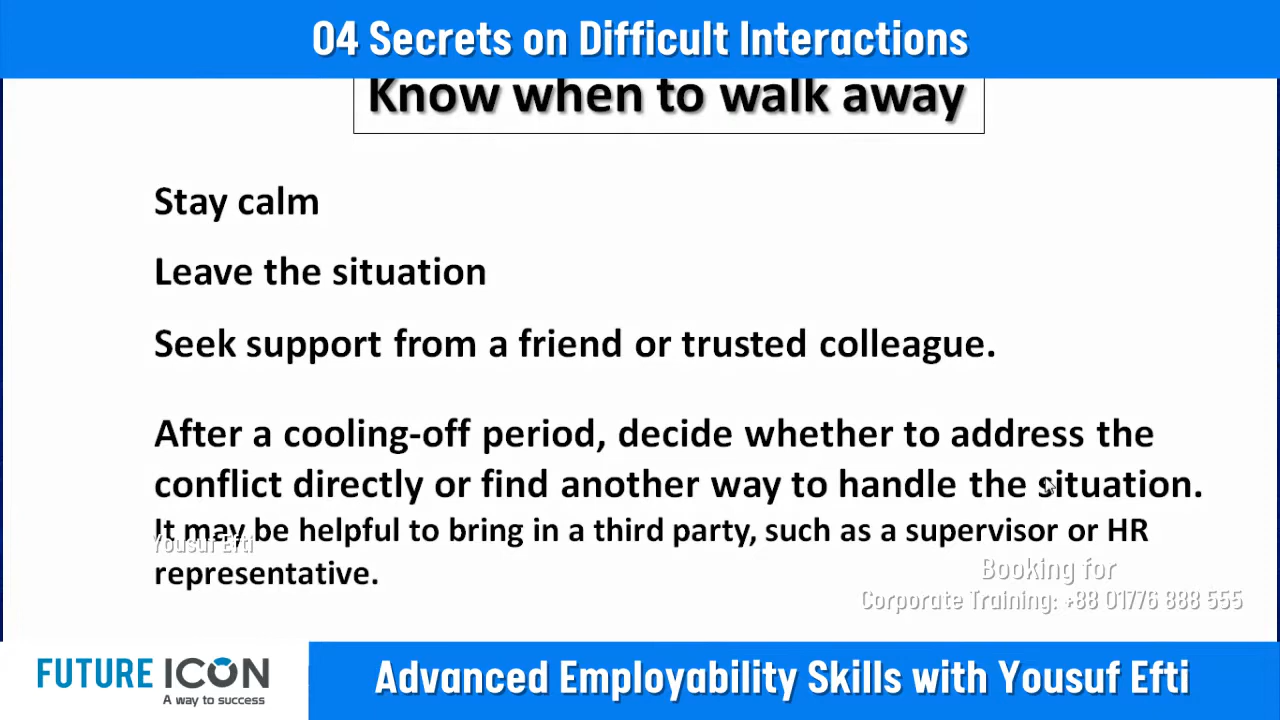 04 Secrets on Difficult Interactions
Know when to walk away
Stay calm
Leave the situation
Seek support from a friend or trusted colleague.
After a cooling-off period, decide whether to address the
conflict directly or find another way to handle the situation.
It may be helpful to bring in a third party, such as a supervisor or HR
representative.
Yousuf Efti
Booking for
Corporate Training: +88 01776 888 555
FUTURE ICON
A way to success
Advanced Employability Skills with Yousuf Efti